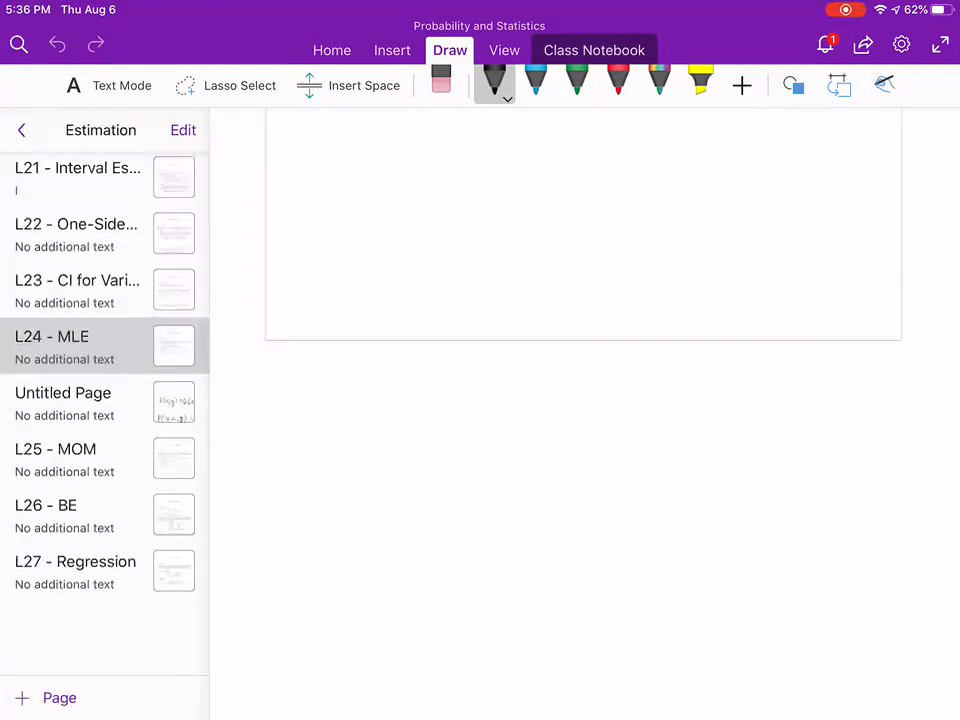 5:36 PM Thu Aug 6
62%
Probability and Statistics
Home Insert Draw View Class Notebook
1
Text Mode Lasso Select Insert Space
Estimation Edit
L21 - Interval Es...
L22 - One-Side...
No additional text
L23 - CI for Vari...
No additional text
L24 - MLE
No additional text
Untitled Page
No additional text
L25 - MOM
No additional text
L26 - BE
No additional text
L27 - Regression
No additional text
Page